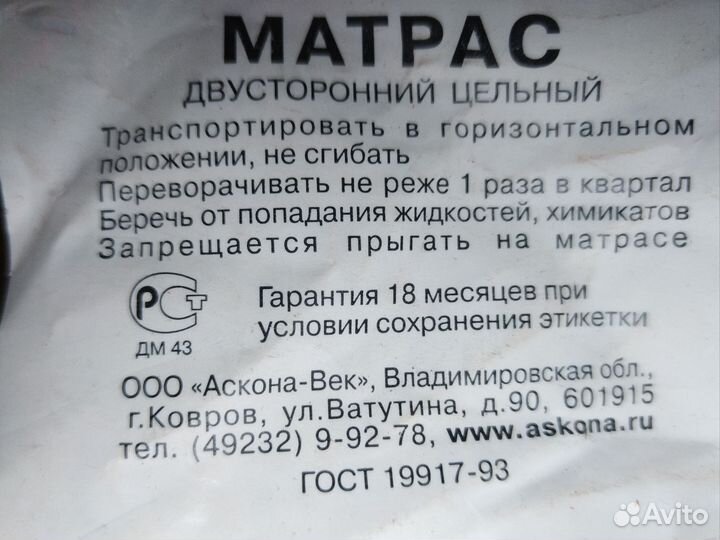 МАТРАС
ДВУСТОРОННИЙ ЦЕЛЬНЫЙ
Транспортировать в горизонтальном
положении, не сгибать
Переворачивать не реже 1 раза в квартал
Беречь от попадания жидкостей, химикатов
Запрещается прыгать на матрасе
РСТ
ДМ 43
Гарантия 18 месяцев при
условии сохранения этикетки
ООО «Аскона-Век», Владимировская обл.,
г.Ковров, ул.Ватутина, д.90, 601915
тел. (49232) 9-92-78, www.askona.ru
ГОСТ 19917-93
Avito